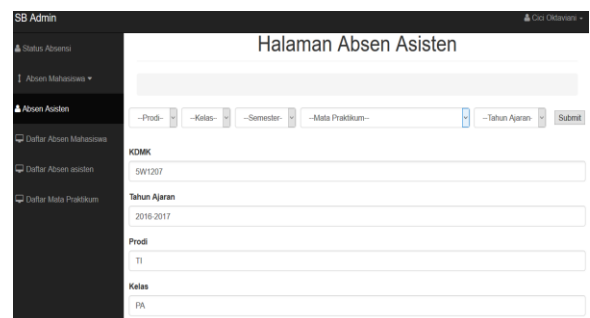 SB Admin
Cici Oktaviani
Status Absensi
Absen Mahasiswa
Absen Asisten
Daftar Absen Mahasiswa
Daftar Absen asisten
Daftar Mata Praktikum
Halaman Absen Asisten
--Prodi-- --Kelas-- --Semester- --Mata Praktikum-- --Tahun Ajaran- Submit
KDMK
5W1207
Tahun Ajaran
2016-2017
Prodi
TI
Kelas
PA